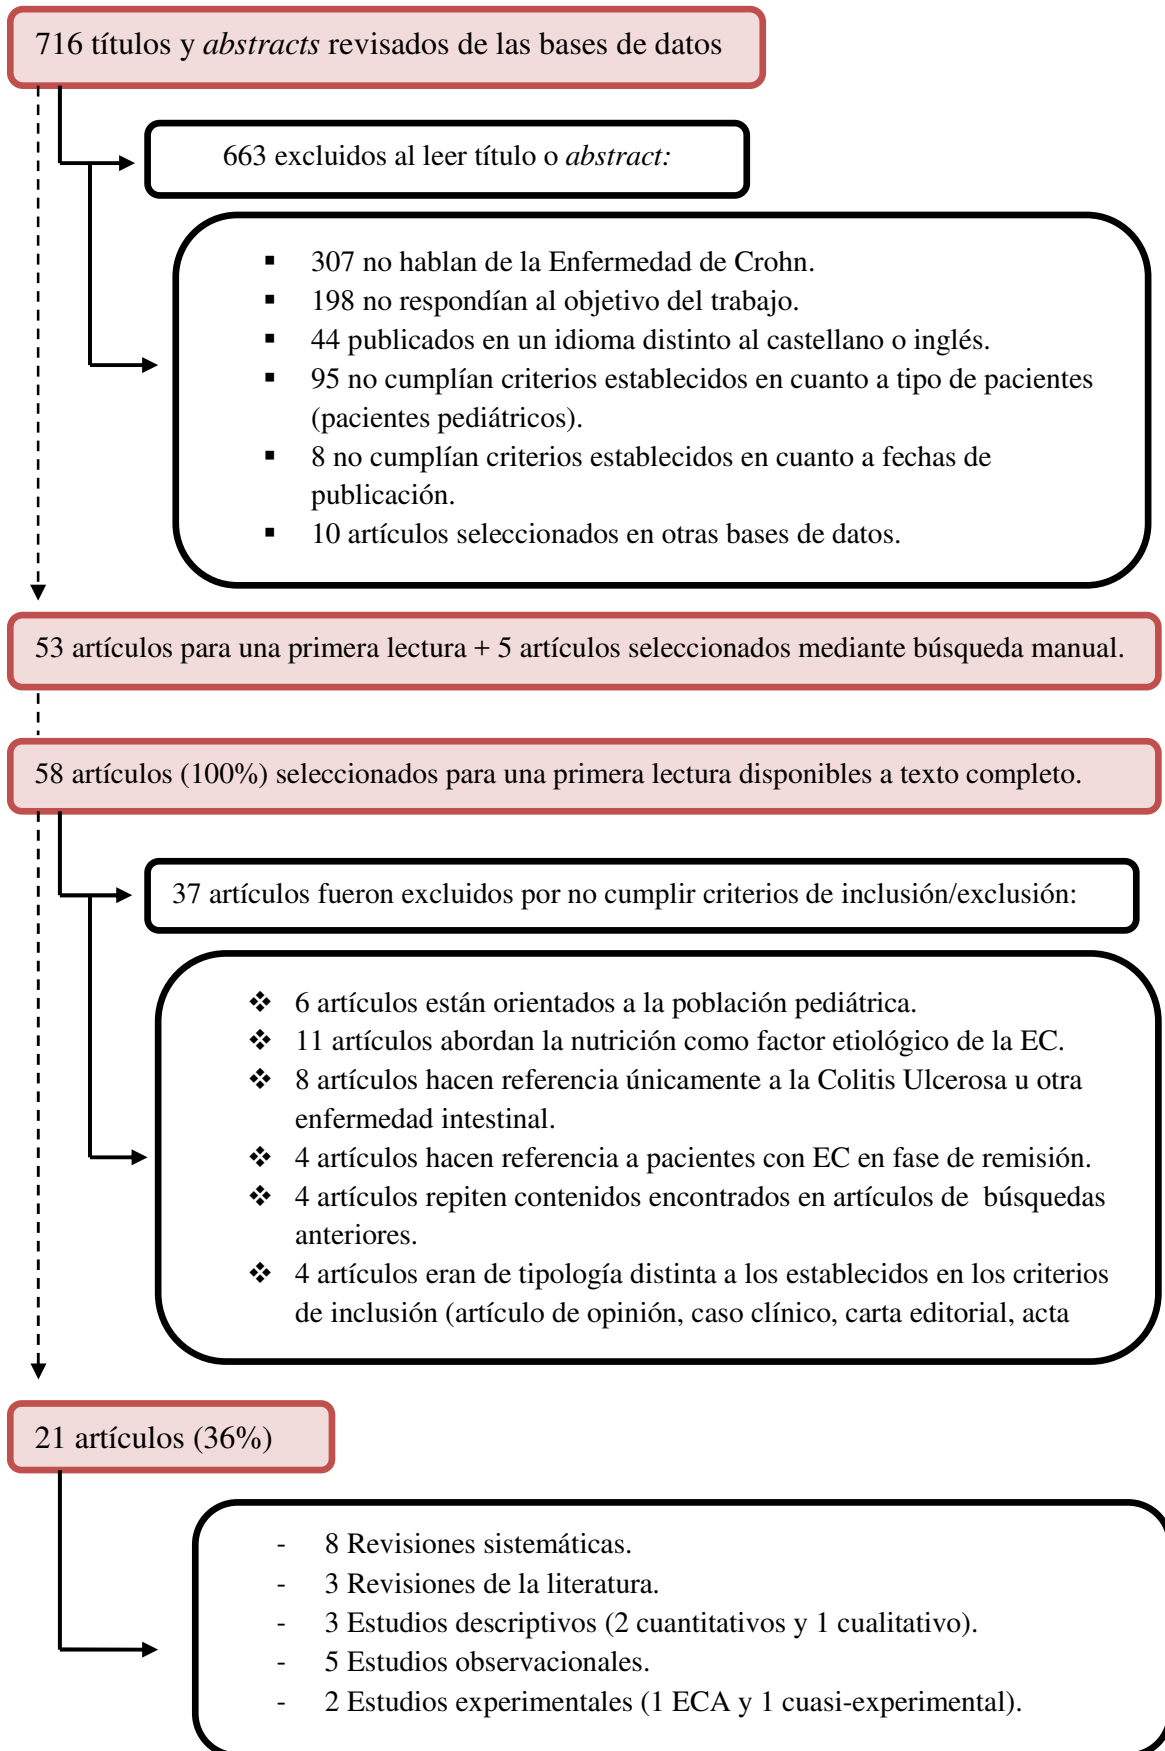 716 títulos y abstracts revisados de las bases de datos
663 excluidos al leer título o abstract:
▪ 307 no hablan de la Enfermedad de Crohn.
▪ 198 no respondían al objetivo del trabajo.
▪ 44 publicados en un idioma distinto al castellano o inglés.
▪ 95 no cumplían criterios establecidos en cuanto a tipo de pacientes
(pacientes pediátricos).
▪ 8 no cumplían criterios establecidos en cuanto a fechas de
publicación.
▪ 10 artículos seleccionados en otras bases de datos.
53 artículos para una primera lectura + 5 artículos seleccionados mediante búsqueda manual.
58 artículos (100%) seleccionados para una primera lectura disponibles a texto completo.
37 artículos fueron excluidos por no cumplir criterios de inclusión/exclusión:
❖ 6 artículos están orientados a la población pediátrica.
❖ 11 artículos abordan la nutrición como factor etiológico de la EC.
❖ 8 artículos hacen referencia únicamente a la Colitis Ulcerosa u otra
enfermedad intestinal.
❖ 4 artículos hacen referencia a pacientes con EC en fase de remisión.
❖ 4 artículos repiten contenidos encontrados en artículos de búsquedas
anteriores.
❖ 4 artículos eran de tipología distinta a los establecidos en los criterios
de inclusión (artículo de opinión, caso clínico, carta editorial, acta
21 artículos (36%)
- 8 Revisiones sistemáticas.
- 3 Revisiones de la literatura.
- 3 Estudios descriptivos (2 cuantitativos y 1 cualitativo).
- 5 Estudios observacionales.
- 2 Estudios experimentales (1 ECA y 1 cuasi-experimental).